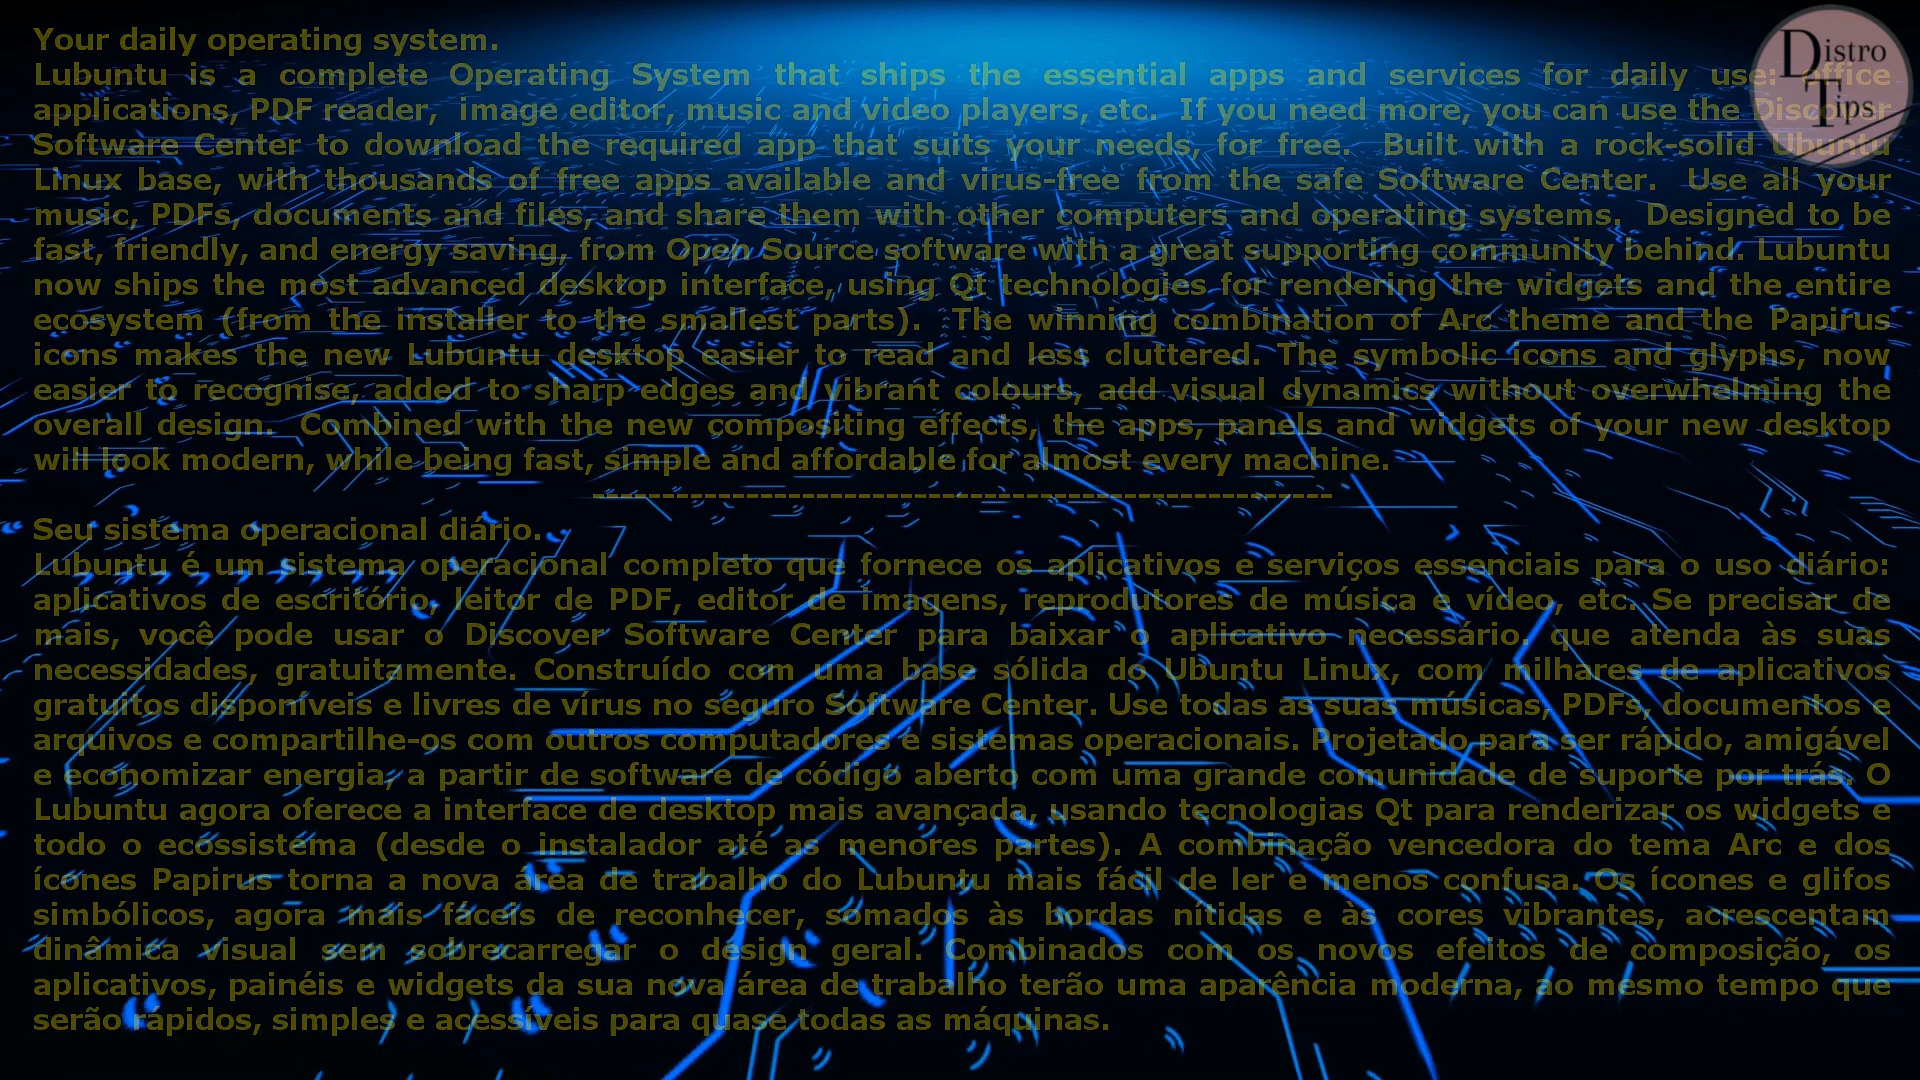 Your daily operating system.
Lubuntu is a complete Operating System that ships the essential apps and services for daily use: office
applications, PDF reader, image editor, music and video players, etc. If you need more, you can use the Discover
Software Center to download the required app that suits your needs, for free. Built with a rock-solid Ubuntu
Linux base, with thousands of free apps available and virus-free from the safe Software Center. Use all your
music, PDFs, documents and files, and share them with other computers and operating systems. Designed to be
fast, friendly, and energy saving, from Open Source software with a great supporting community behind. Lubuntu
now ships the most advanced desktop interface, using Qt technologies for rendering the widgets and the entire
ecosystem (from the installer to the smallest parts). The winning combination of Arc theme and the Papirus
icons makes the new Lubuntu desktop easier to read and less cluttered. The symbolic icons and glyphs, now
easier to recognise, added to sharp edges and vibrant colours, add visual dynamics without overwhelming the
overall design. Combined with the new compositing effects, the apps, panels and widgets of your new desktop
will look modern, while being fast, simple and affordable for almost every machine.
Seu sistema operacional diário.
Lubuntu é um sistema operacional completo que fornece os aplicativos e serviços essenciais para o uso diário:
aplicativos de escritório, leitor de PDF, editor de imagens, reprodutores de música e vídeo, etc. Se precisar de
mais, você pode usar o Discover Software Center para baixar o aplicativo necessário. que atenda às suas
necessidades, gratuitamente. Construído com uma base sólida do Ubuntu Linux, com milhares de aplicativos
gratuitos disponíveis e livres de vírus no seguro Software Center. Use todas as suas músicas, PDFs, documentos e
arquivos e compartilhe-os com outros computadores e sistemas operacionais. Projetado para ser rápido, amigável
e economizar energia, a partir de software de código aberto com uma grande comunidade de suporte por trás. O
Lubuntu agora oferece a interface de desktop mais avançada, usando tecnologias Qt para renderizar os widgets e
todo o ecossistema (desde o instalador até as menores partes). A combinação vencedora do tema Arc e dos
ícones Papirus torna a nova área de trabalho do Lubuntu mais fácil de ler e menos confusa. Os ícones e glifos
simbólicos, agora mais fáceis de reconhecer, somados às bordas nítidas e às cores vibrantes, acrescentam
dinâmica visual sem sobrecarregar o design geral. Combinados com os novos efeitos de composição, os
aplicativos, painéis e widgets da sua nova área de trabalho terão uma aparência moderna, ao mesmo tempo que
serão rápidos, simples e acessíveis para quase todas as máquinas.
Distro
Tips